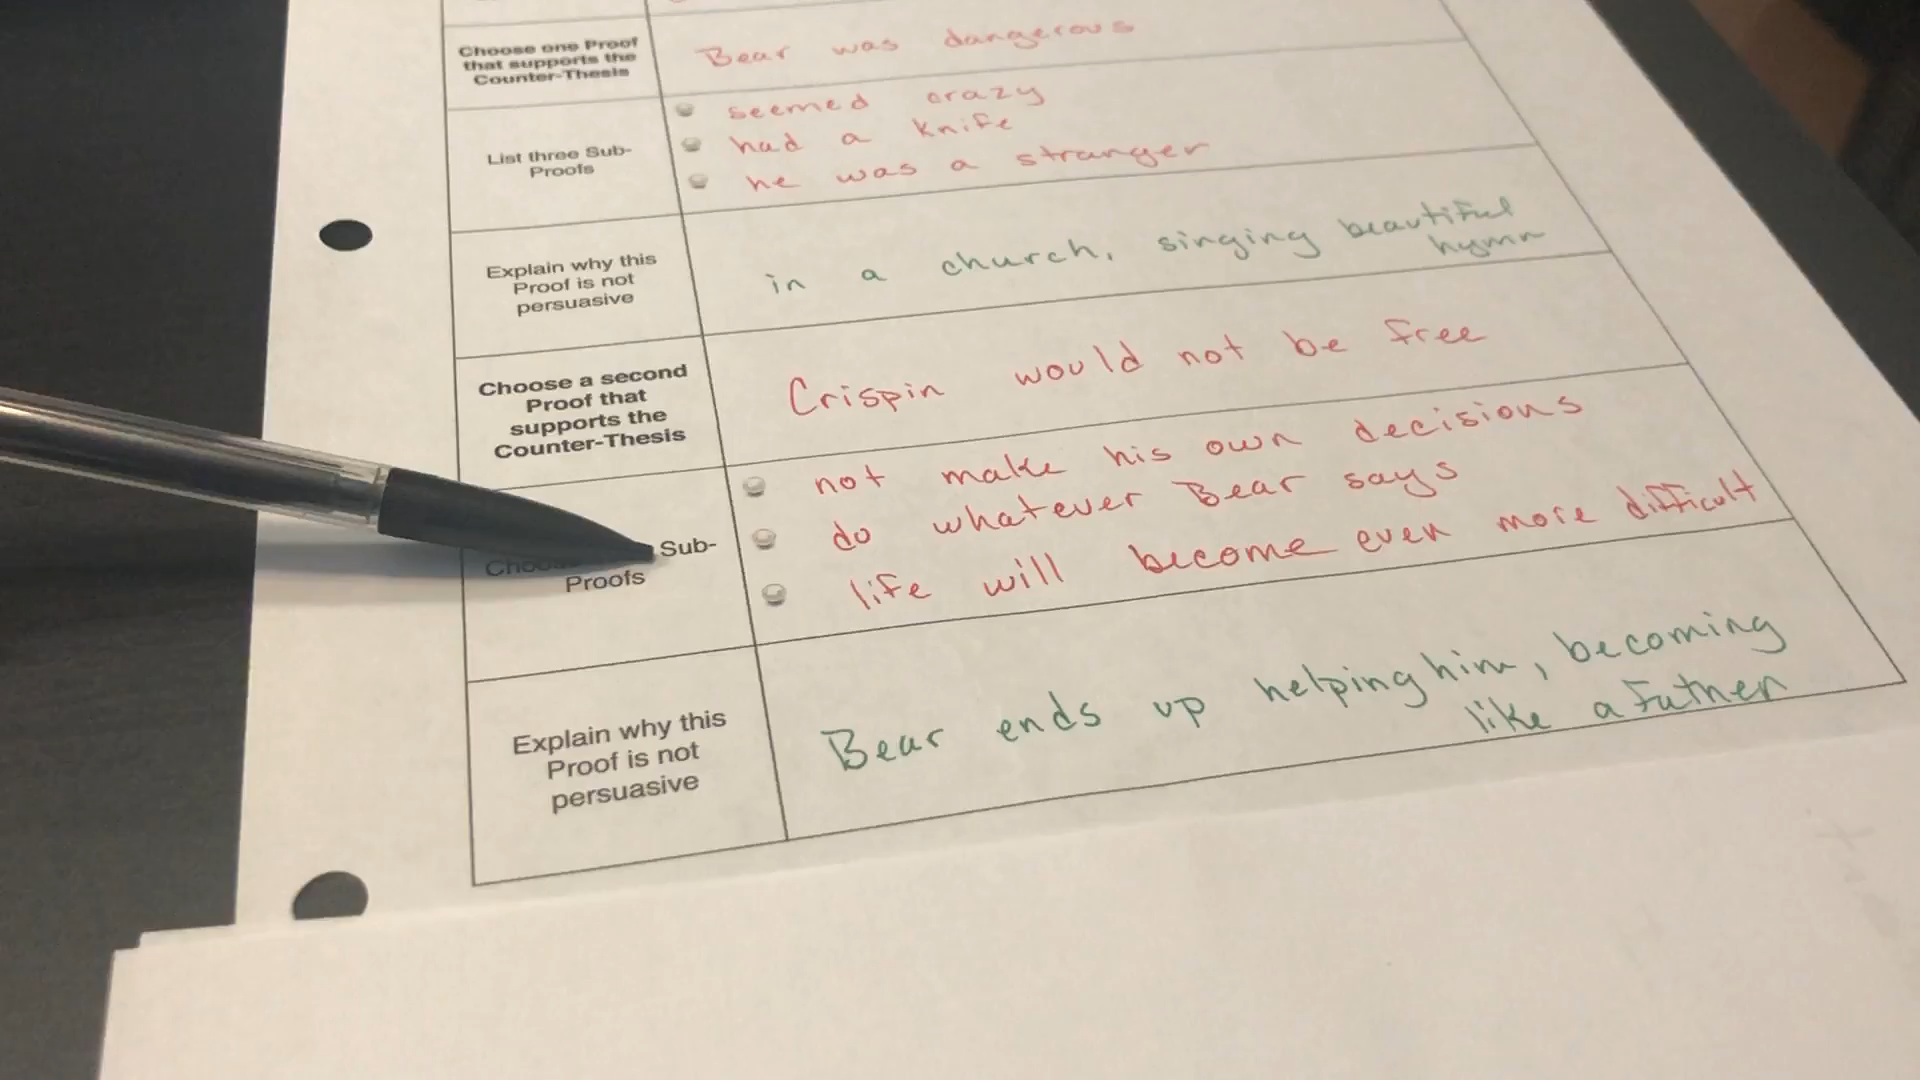 Choose one Proof
that supports the
Counter-Thesis
Bear was dangerous
List three Sub-
Proofs
seemed crazy
had a knife
he was a stranger
Explain why this
Proof is not
persuasive
in a church, singing beautiful
hymn
Choose a second
Proof that
supports the
Counter-Thesis
Crispin would not be free
Sub-
Proofs
not make his own decisions
do whatever Bear says
life will become even more difficult
Explain why this
Proof is not
persuasive
Bear ends up helping him, becoming
like a father